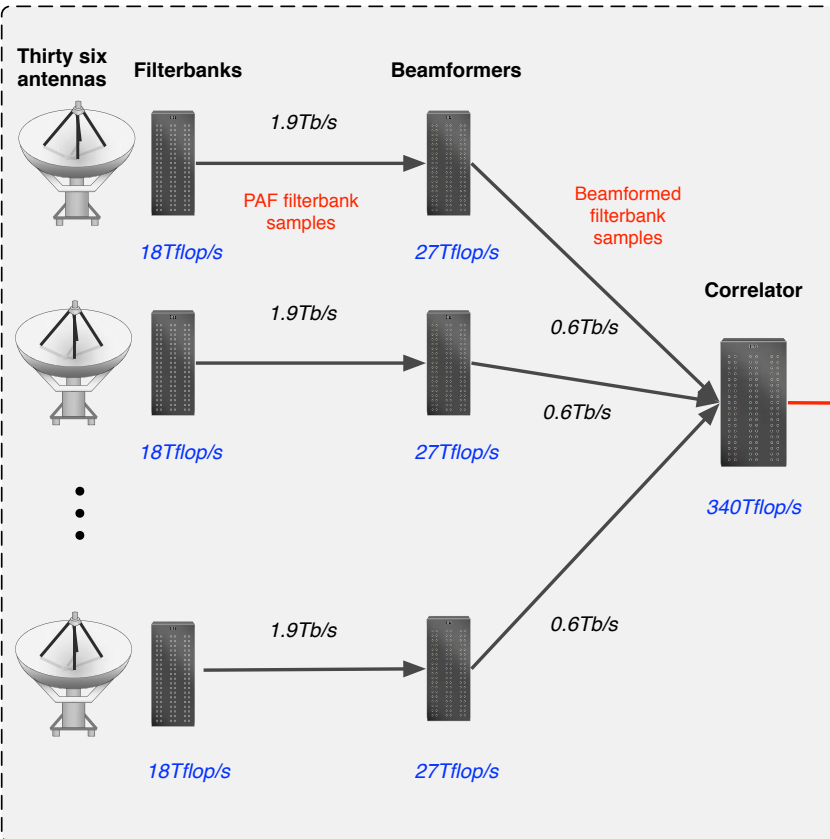 Thirty six
antennas
Filterbanks
Beamformers
1.9Tb/s
PAF filterbank
samples
Beamformed
filterbank
samples
18Tflop/s
27Tflop/s
Correlator
1.9Tb/s
0.6Tb/s
0.6Tb/s
18Tflop/s
27Tflop/s
340Tflop/s
1.9Tb/s
0.6Tb/s
18Tflop/s
27Tflop/s